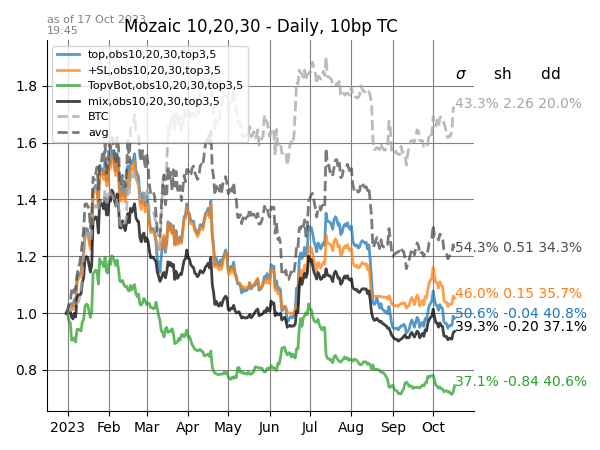 as of 17 Oct 2023
19:45
Mozaic 10,20,30 - Daily, 10bp TC
top,obs10,20,30,top3,5
+SL,obs10,20,30,top3,5
TopvBot,obs10,20,30,top3,5
mix,obs10,20,30,top3,5
BTC
avg
σ sh dd
43.3% 2.26 20.0%
54.3% 0.51 34.3%
46.0% 0.15 35.7%
50.6% -0.04 40.8%
39.3% -0.20 37.1%
37.1% -0.84 40.6%
1.8
1.6
1.4
1.2
1.0
0.8
2023 Feb Mar Apr May Jun Jul Aug Sep Oct